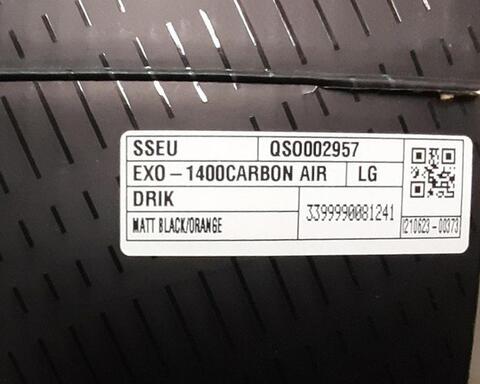 SSEU QS0002957
EXO-1400CARBON AIR LG
DRIK
3399990081241
MATT BLACK/ORANGE
210623-00373